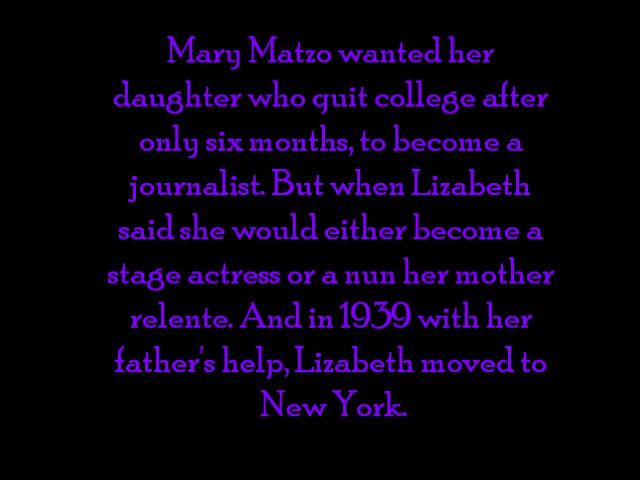 Mary Matzo wanted her
daughter who quit college after
only six months, to become a
journalist. But when Lizabeth
said she would either become a
stage actress or a nun her mother
relente. And in 1939 with her
father's help, Lizabeth moved to
New York.